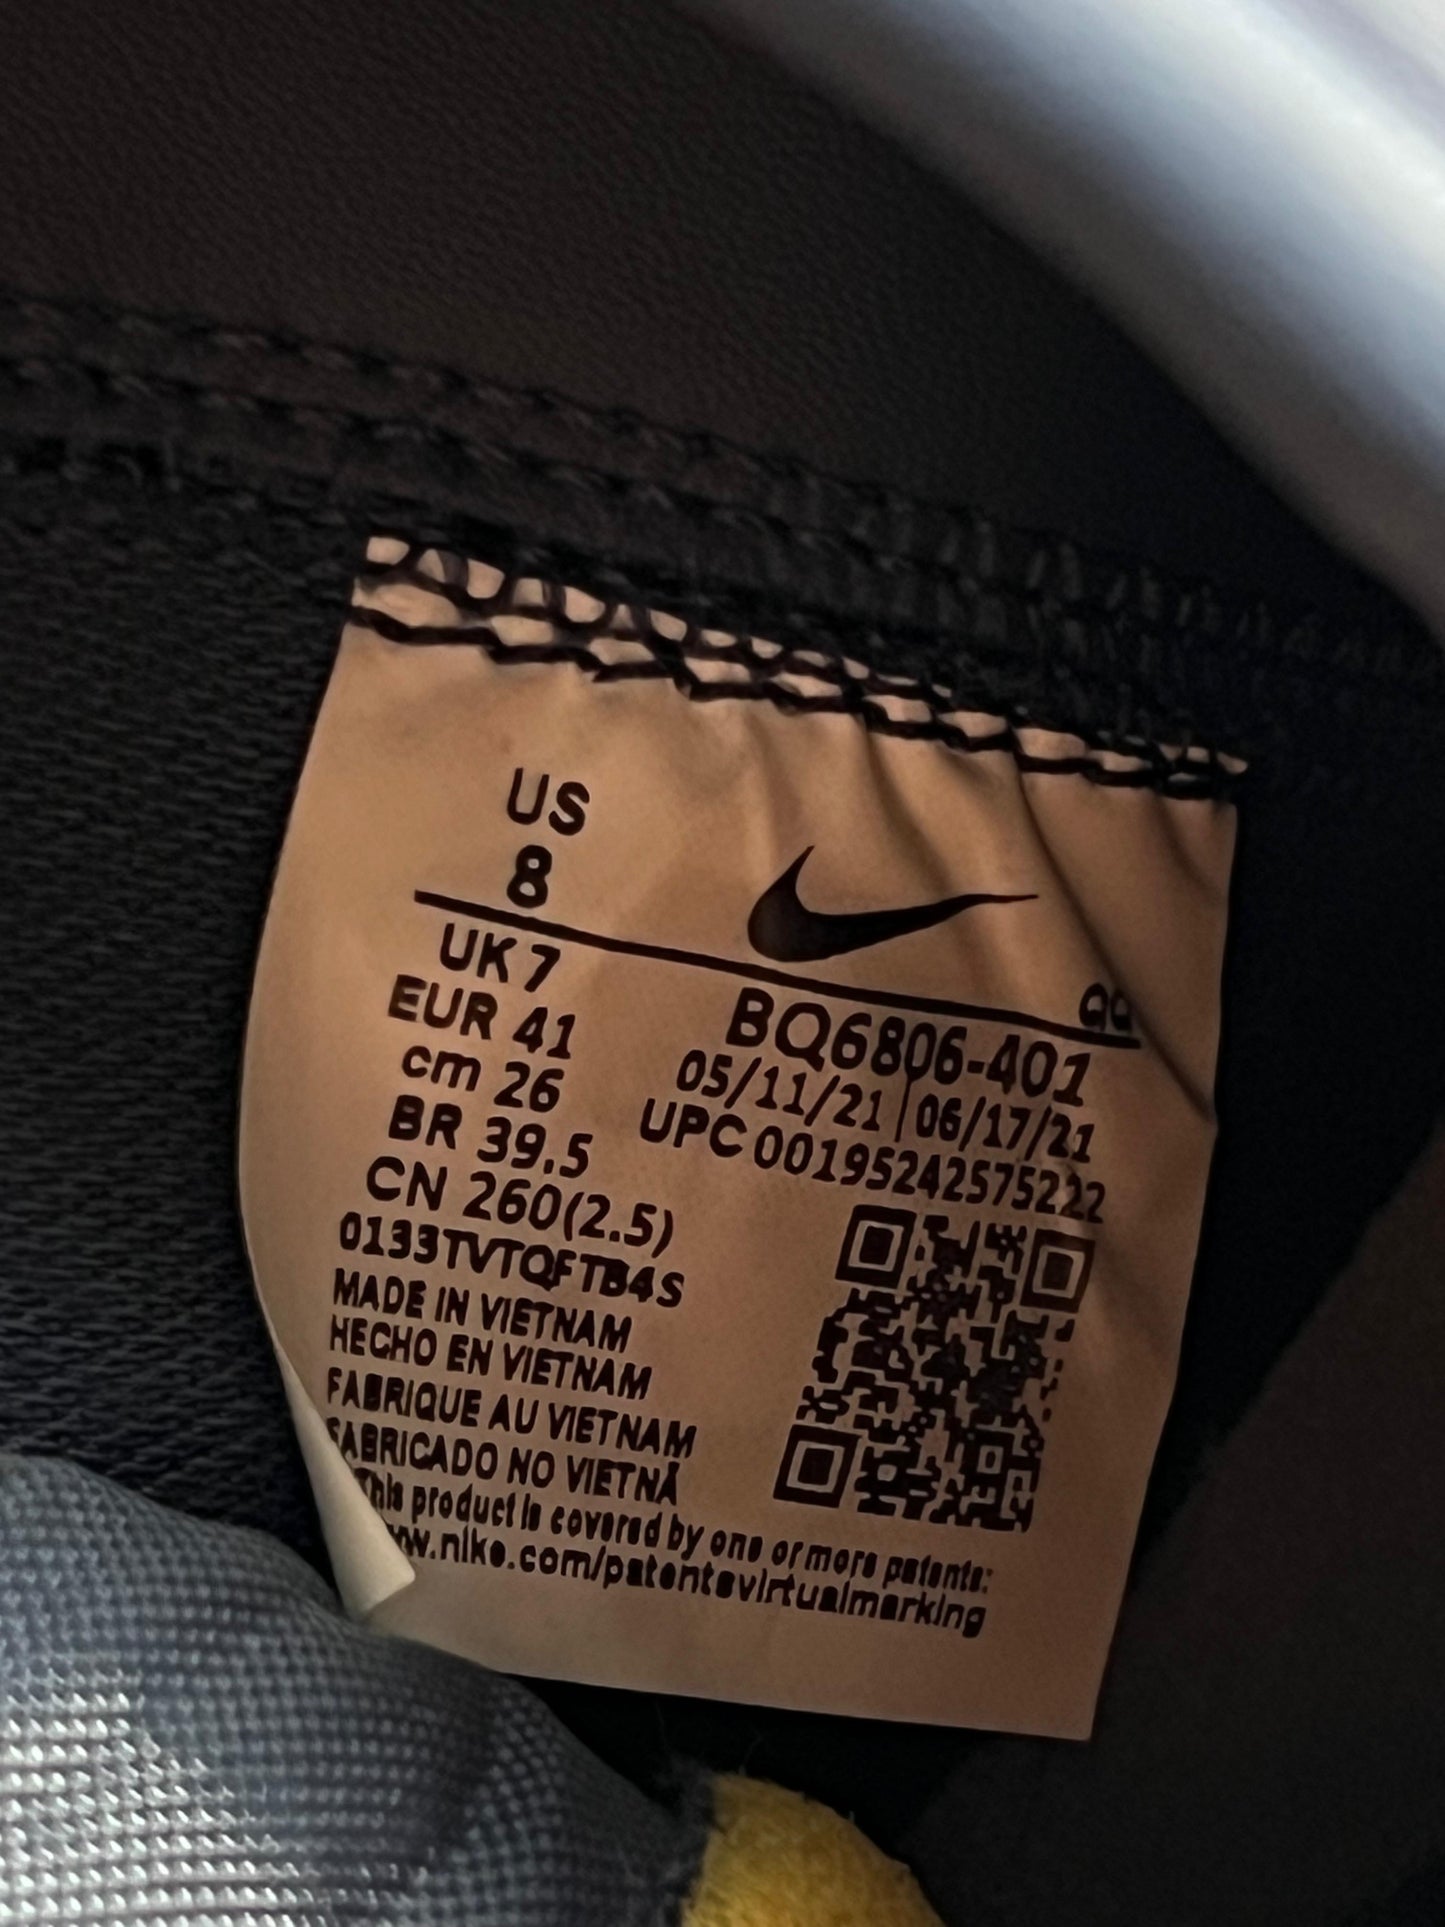 US
8
UK 7
EUR 41
cm 26
BR 39.5
CN 260(2.5)
0133TVTQFTB4S
MADE IN VIETNAM
HECHO EN VIETNAM
FABRIQUE AU VIETNAM
FABRICADO NO VIETNÃ
This product is covered by one or more patents:
www.nike.com/patentsvirtualmarking
QQ
BQ6806-401
05/11/21 | 06/17/21
UPC 00195242575222